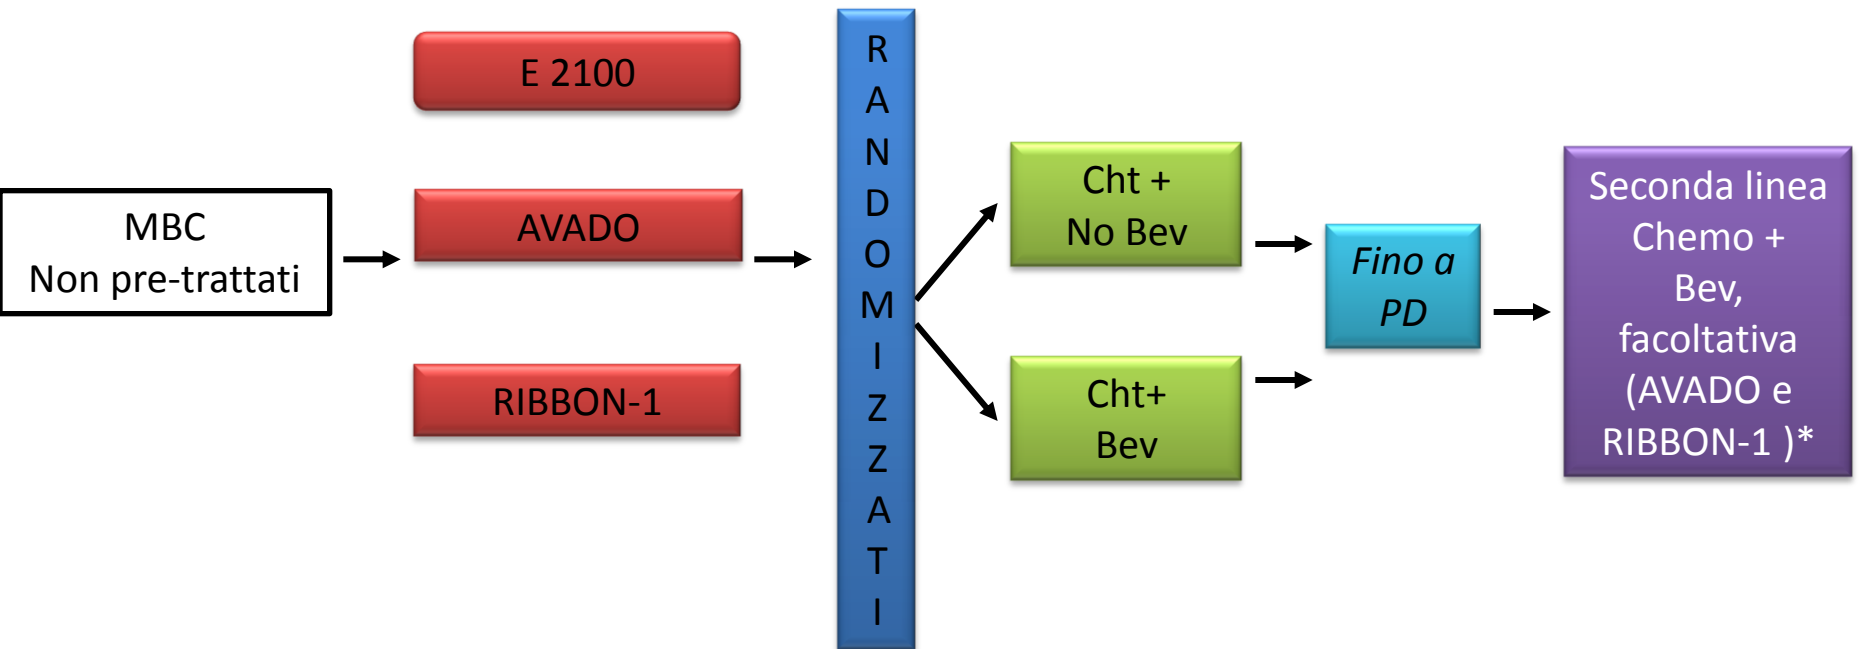 MBC
Non pre-trattati
E 2100
AVADO
RIBBON-1
R
A
N
D
O
M
I
Z
Z
A
T
I
Cht +
No Bev
Cht+
Bev
Fino a
PD
Seconda linea
Chemo +
Bev,
facoltativa
(AVADO e
RIBBON-1 )*